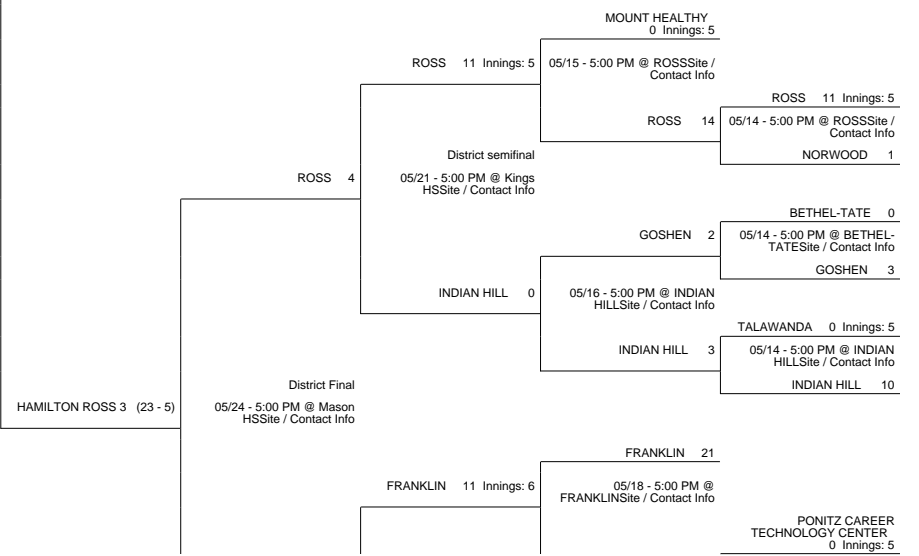 MOUNT HEALTHY
0 Innings: 5
ROSS 11 Innings: 5
05/15 - 5:00 PM @ ROSSSite /
Contact Info
ROSS 11 Innings: 5
ROSS 14
05/14 - 5:00 PM @ ROSSSite /
Contact Info
NORWOOD 1
District semifinal
ROSS 4
05/21 - 5:00 PM @ Kings
HSSite / Contact Info
BETHEL-TATE 0
GOSHEN 2
05/14 - 5:00 PM @ BETHEL-
TATESite / Contact Info
GOSHEN 3
INDIAN HILL 0
05/16 - 5:00 PM @ INDIAN
HILLSite / Contact Info
TALAWANDA 0 Innings: 5
INDIAN HILL 3
05/14 - 5:00 PM @ INDIAN
HILLSite / Contact Info
INDIAN HILL 10
District Final
HAMILTON ROSS 3 (23 - 5)
05/24 - 5:00 PM @ Mason
HSSite / Contact Info
FRANKLIN 21
FRANKLIN 11 Innings: 6
05/18 - 5:00 PM @
FRANKLINSite / Contact Info
PONITZ CAREER
TECHNOLOGY CENTER
0 Innings: 5